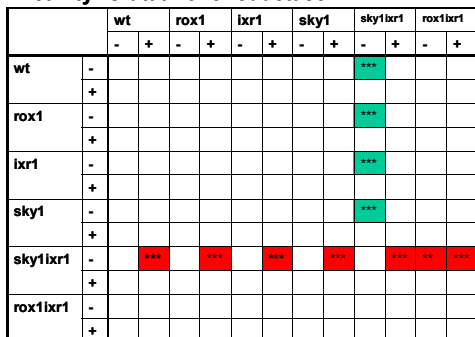 wt rox1 ixr1 sky1 sky1ixr1 rox1ixr1
- + - + - + - + - + - +
wt - ***
+
rox1 - ***
+
ixr1 - ***
+
sky1 - ***
+
sky1ixr1 - *** *** *** *** *** ** ***
+
rox1ixr1 -
+